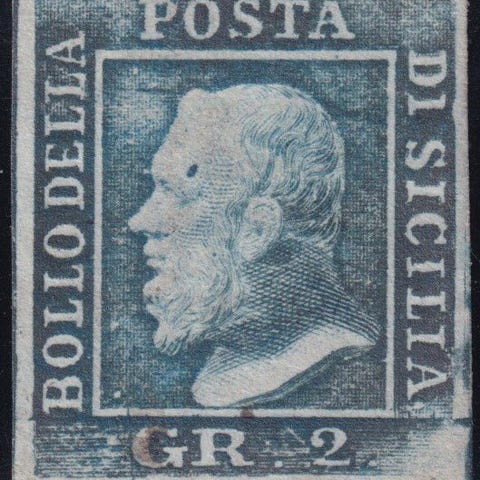 POSTA
BOLLO DELLA
DI SICILIA
GR. 2